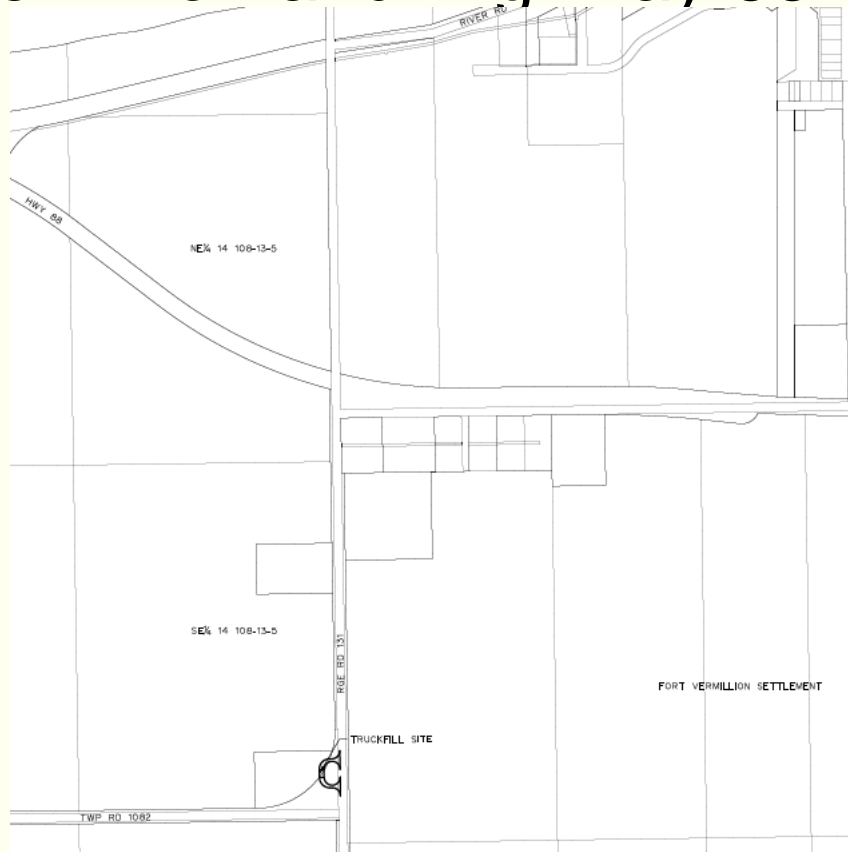 RIVER RD
HWY 88
NE¼ 14 108-13-5
SE¼ 14 108-13-5
RGE RD 131
FORT VERMILLION SETTLEMENT
TRUCKFILL SITE
TWP RD 1082